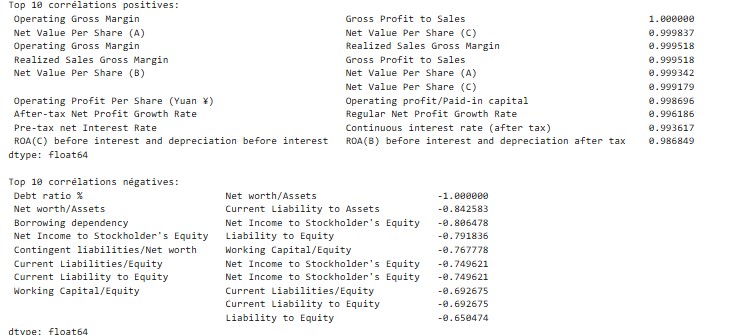 Top 10 corrélations positives:
Operating Gross Margin Gross Profit to Sales 1.000000
Net Value Per Share (A) Net Value Per Share (C) 0.999837
Operating Gross Margin Realized Sales Gross Margin 0.999518
Realized Sales Gross Margin Gross Profit to Sales 0.999518
Net Value Per Share (B) Net Value Per Share (A) 0.999342
Net Value Per Share (C) 0.999179
Operating Profit Per Share (Yuan ¥) Operating profit/Paid-in capital 0.998696
After-tax Net Profit Growth Rate Regular Net Profit Growth Rate 0.996186
Pre-tax net Interest Rate Continuous interest rate (after tax) 0.993617
ROA(C) before interest and depreciation before interest ROA(B) before interest and depreciation after tax 0.986849
dtype: float64
Top 10 corrélations négatives:
Debt ratio % Net worth/Assets -1.000000
Net worth/Assets Current Liability to Assets -0.842583
Borrowing dependency Net Income to Stockholder's Equity -0.806478
Net Income to Stockholder's Equity Liability to Equity -0.791836
Contingent liabilities/Net worth Working Capital/Equity -0.767778
Current Liabilities/Equity Net Income to Stockholder's Equity -0.749621
Current Liability to Equity Net Income to Stockholder's Equity -0.749621
Working Capital/Equity Current Liabilities/Equity -0.692675
Current Liability to Equity -0.692675
Liability to Equity -0.650474
dtype: float64